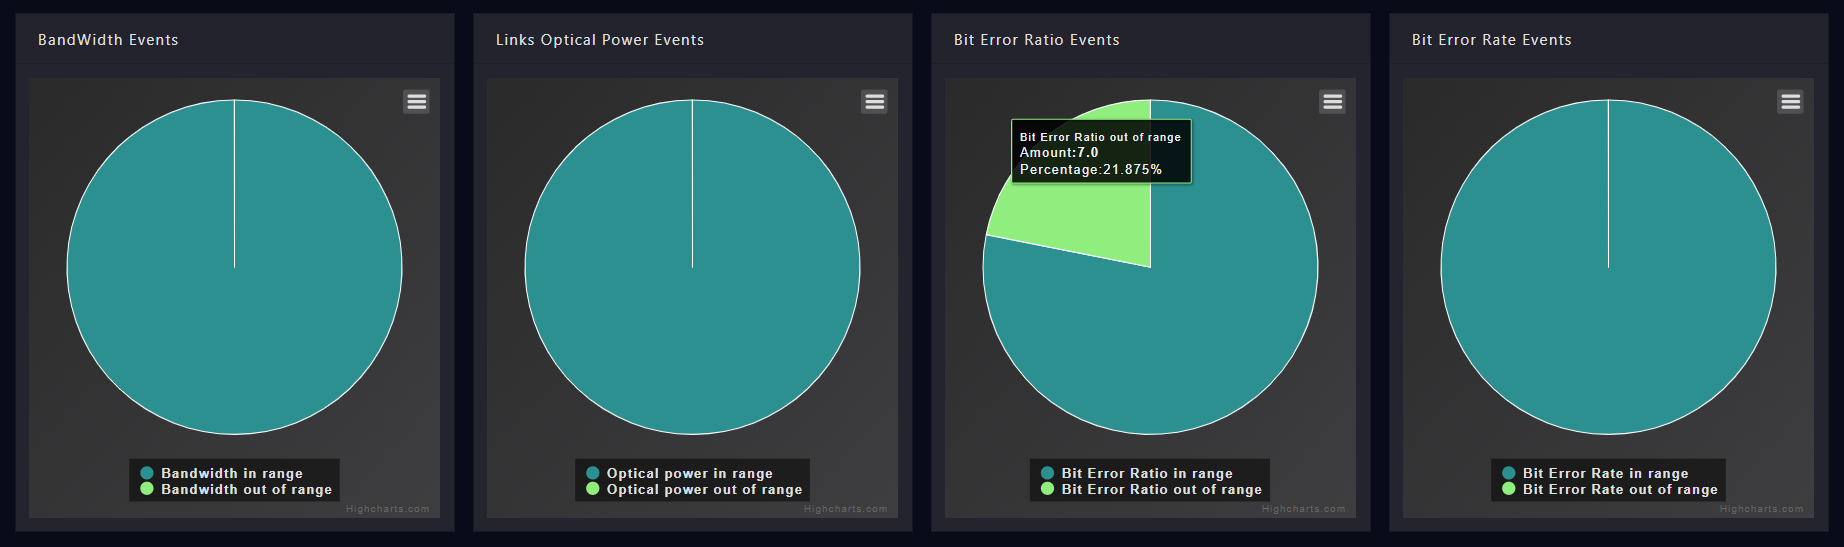 BandWidth Events
Bandwidth in range
Bandwidth out of range
Highcharts.com
Links Optical Power Events
Optical power in range
Optical power out of range
Highcharts.com
Bit Error Ratio Events
Bit Error Ratio out of range
Amount:7.0
Percentage:21.875%
Bit Error Ratio in range
Bit Error Ratio out of range
Highcharts.com
Bit Error Rate Events
Bit Error Rate in range
Bit Error Rate out of range
Highcharts.com